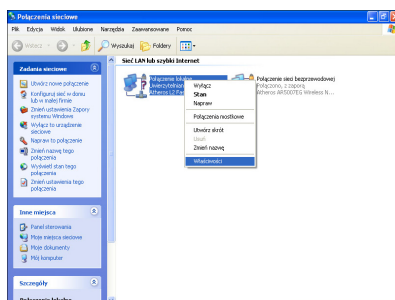 Połączenia sieciowe
Plik Edycja Widok Ulubione Narzędzia Zaawansowane Pomoc
Wstecz Wyszukaj Foldery
Zadania sieciowe
Utwórz nowe połączenie
Konfiguruj sieć w domu
lub w małej firmie
Zmień ustawienia Zapory
systemu Windows
Wyłącz to urządzenie
sieciowe
Napraw to połączenie
Zmień nazwę tego
połączenia
Wyświetl stan tego
połączenia
Zmień ustawienia tego
połączenia
Inne miejsca
Panel sterowania
Moje miejsca sieciowe
Moje dokumenty
Mój komputer
Szczegóły
Połączenie lokalne
Sieć LAN lub szybki Internet
Połączenie lokalne
Uwierzytelnian
Atheros L2 Fas
Wyłącz
Stan
Napraw
Połączenia mostkowe
Utwórz skrót
Usuń
Zmień nazwę
Właściwości
Połączenie sieci bezprzewodowej
Połączono, z zaporą
Atheros AR5007EG Wireless N...